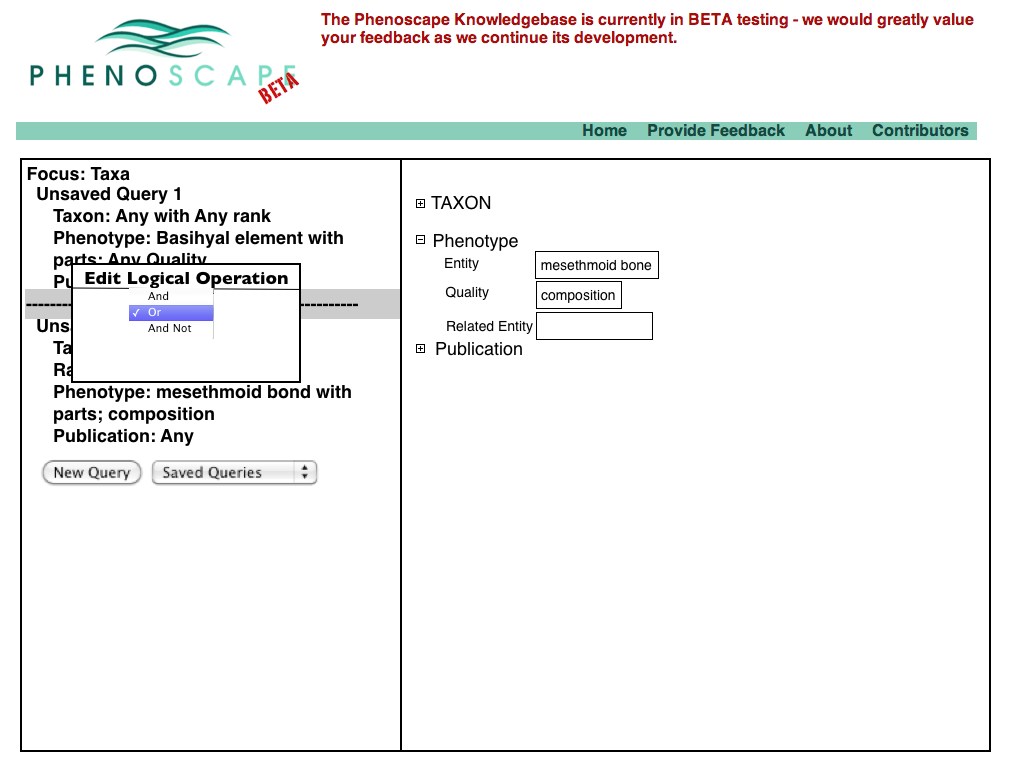 The Phenoscape Knowledgebase is currently in BETA testing - we would greatly value
your feedback as we continue its development.
PHENOSCAPE
BETA
Home Provide Feedback About Contributors
Focus: Taxa
Unsaved Query 1
Taxon: Any with Any rank
Phenotype: Basihyal element with
parts: Any Quality
Pu
Edit Logical Operation
And
✓ Or
And Not
Uns
Ta
Ra
Phenotype: mesethmoid bond with
parts; composition
Publication: Any
New Query Saved Queries
TAXON
Phenotype
Entity mesethmoid bone
Quality composition
Related Entity
Publication